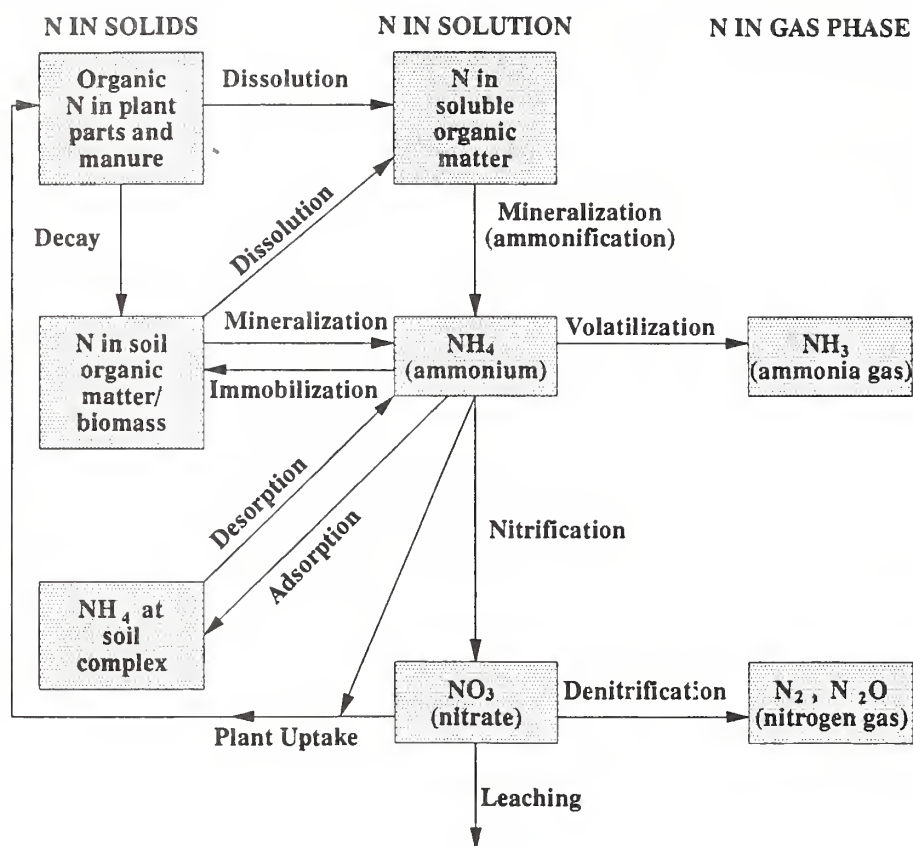 N IN SOLIDS
N IN SOLUTION
N IN GAS PHASE
Organic
N in plant
parts and
manure
Dissolution
N in
soluble
organic
matter
Decay
Dissolution
Mineralization
(ammonification)
N in soil
organic
matter/
biomass
Mineralization
Immobilization
NH₄
(ammonium)
Volatilization
NH₃
(ammonia gas)
Desorption
Adsorption
Nitrification
NH₄ at
soil
complex
NO₃
(nitrate)
Denitrification
N₂, N₂O
(nitrogen gas)
Plant Uptake
Leaching